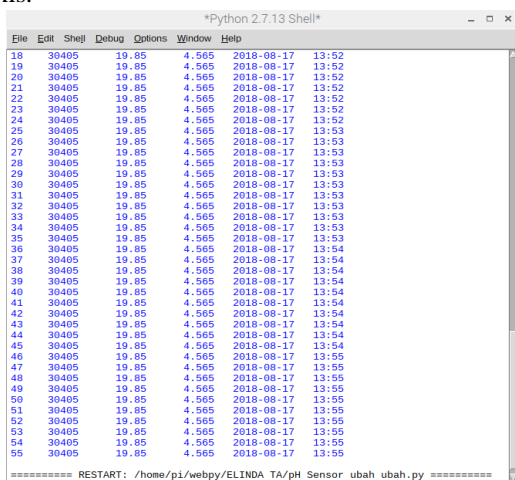 ns.
*Python 2.7.13 Shell*
File Edit Shell Debug Options Window Help
18 30405 19.85 4.565 2018-08-17 13:52
19 30405 19.85 4.565 2018-08-17 13:52
20 30405 19.85 4.565 2018-08-17 13:52
21 30405 19.85 4.565 2018-08-17 13:52
22 30405 19.85 4.565 2018-08-17 13:52
23 30405 19.85 4.565 2018-08-17 13:52
24 30405 19.85 4.565 2018-08-17 13:52
25 30405 19.85 4.565 2018-08-17 13:53
26 30405 19.85 4.565 2018-08-17 13:53
27 30405 19.85 4.565 2018-08-17 13:53
28 30405 19.85 4.565 2018-08-17 13:53
29 30405 19.85 4.565 2018-08-17 13:53
30 30405 19.85 4.565 2018-08-17 13:53
31 30405 19.85 4.565 2018-08-17 13:53
32 30405 19.85 4.565 2018-08-17 13:53
33 30405 19.85 4.565 2018-08-17 13:53
34 30405 19.85 4.565 2018-08-17 13:53
35 30405 19.85 4.565 2018-08-17 13:53
36 30405 19.85 4.565 2018-08-17 13:54
37 30405 19.85 4.565 2018-08-17 13:54
38 30405 19.85 4.565 2018-08-17 13:54
39 30405 19.85 4.565 2018-08-17 13:54
40 30405 19.85 4.565 2018-08-17 13:54
41 30405 19.85 4.565 2018-08-17 13:54
42 30405 19.85 4.565 2018-08-17 13:54
43 30405 19.85 4.565 2018-08-17 13:54
44 30405 19.85 4.565 2018-08-17 13:54
45 30405 19.85 4.565 2018-08-17 13:54
46 30405 19.85 4.565 2018-08-17 13:55
47 30405 19.85 4.565 2018-08-17 13:55
48 30405 19.85 4.565 2018-08-17 13:55
49 30405 19.85 4.565 2018-08-17 13:55
50 30405 19.85 4.565 2018-08-17 13:55
51 30405 19.85 4.565 2018-08-17 13:55
52 30405 19.85 4.565 2018-08-17 13:55
53 30405 19.85 4.565 2018-08-17 13:55
54 30405 19.85 4.565 2018-08-17 13:55
55 30405 19.85 4.565 2018-08-17 13:55
========== RESTART: /home/pi/webpy/ELINDA TA/pH Sensor ubah ubah.py ==========